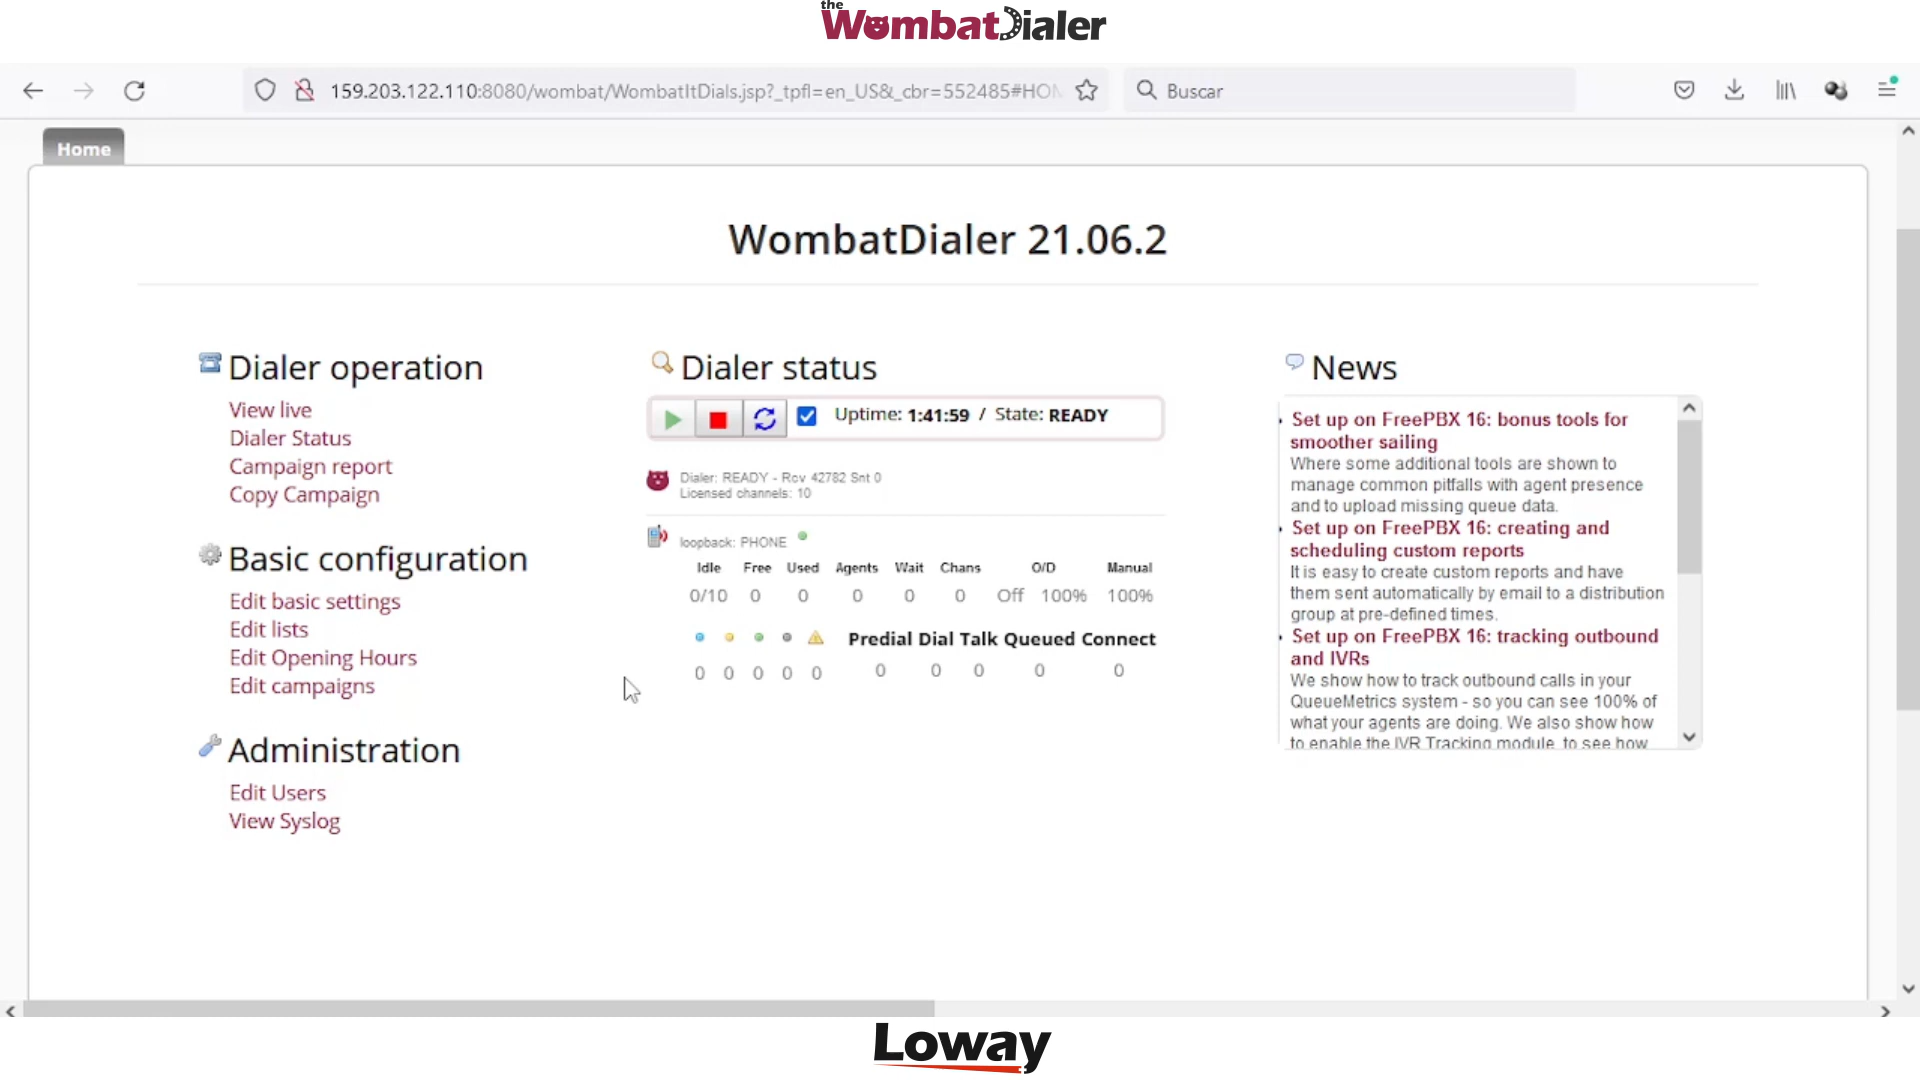 the
WombatDialer
159.203.122.110:8080/wombat/WombatItDials.jsp?_tpfl=en_US&_cbr=552485#HOM
Buscar
Home
WombatDialer 21.06.2
Dialer operation
View live
Dialer Status
Campaign report
Copy Campaign
Basic configuration
Edit basic settings
Edit lists
Edit Opening Hours
Edit campaigns
Administration
Edit Users
View Syslog
Dialer status
Uptime: 1:41:59 / State: READY
Dialer: READY - Rcv 42782 Snt 0
Licensed channels: 10
loopback: PHONE
Idle Free Used Agents Wait Chans O/D Manual
0/10 0 0 0 0 0 Off 100% 100%
Predial Dial Talk Queued Connect
0 0 0 0 0 0 0 0 0 0
News
Set up on FreePBX 16: bonus tools for
smoother sailing
Where some additional tools are shown to
manage common pitfalls with agent presence
and to upload missing queue data.
Set up on FreePBX 16: creating and
scheduling custom reports
It is easy to create custom reports and have
them sent automatically by email to a distribution
group at pre-defined times.
Set up on FreePBX 16: tracking outbound
and IVRs
We show how to track outbound calls in your
QueueMetrics system - so you can see 100% of
what your agents are doing. We also show how
to enable the IVR Tracking module, to see how
Loway